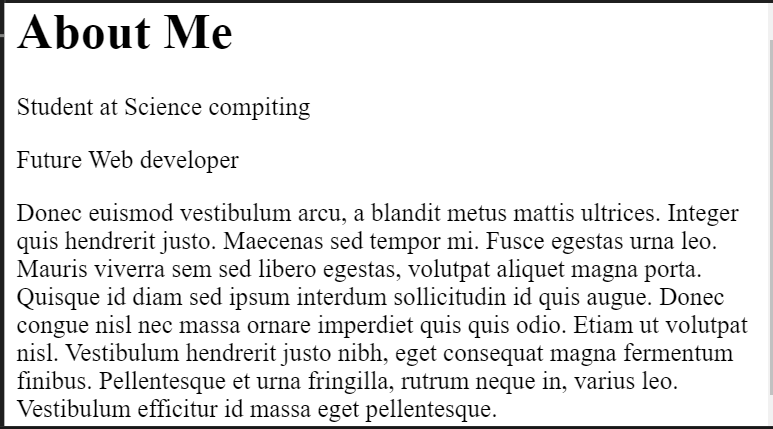 About Me
Student at Science compiting
Future Web developer
Donec euismod vestibulum arcu, a blandit metus mattis ultrices. Integer
quis hendrerit justo. Maecenas sed tempor mi. Fusce egestas urna leo.
Mauris viverra sem sed libero egestas, volutpat aliquet magna porta.
Quisque id diam sed ipsum interdum sollicitudin id quis augue. Donec
congue nisl nec massa ornare imperdiet quis quis odio. Etiam ut volutpat
nisl. Vestibulum hendrerit justo nibh, eget consequat magna fermentum
finibus. Pellentesque et urna fringilla, rutrum neque in, varius leo.
Vestibulum efficitur id massa eget pellentesque.